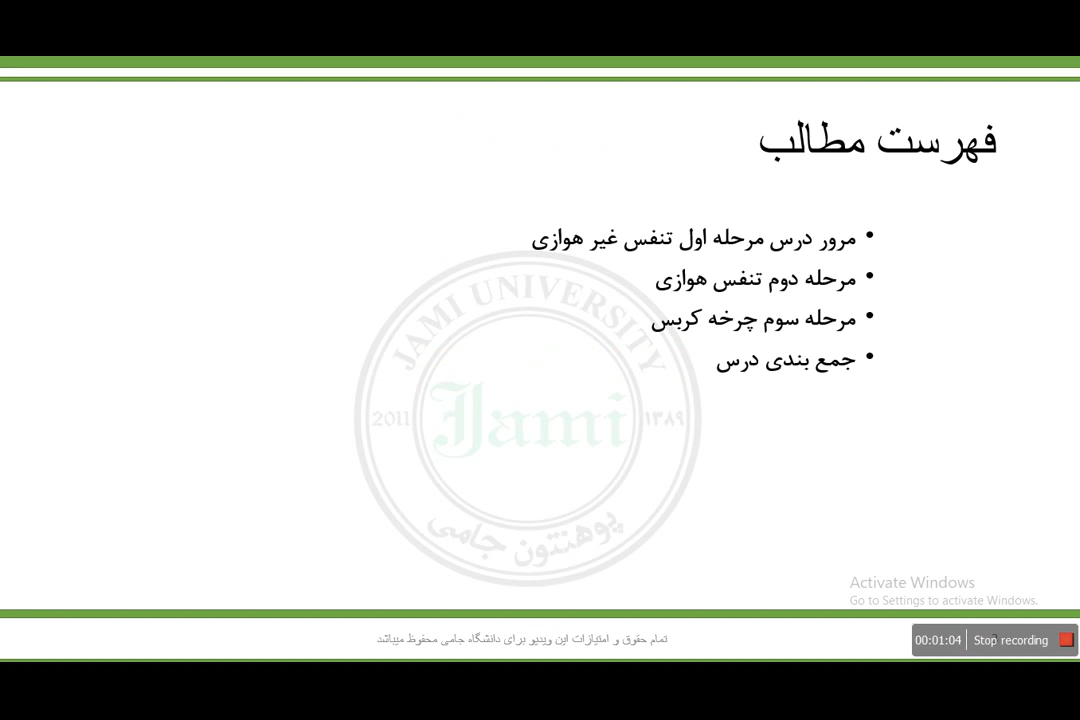 فهرست مطالب
• مرور درس مرحله اول تنفس غیر هوازی
• مرحله دوم تنفس هوازی
• مرحله سوم چرخه کربس
• جمع بندی درس
JAMI UNIVERSITY
2011 Jami ۱۳۸۹
پوهنتون جامی
Activate Windows
Go to Settings to activate Windows.
تمام حقوق و امتیازات این ویدیو برای دانشگاه جامی محفوظ میباشد
00:01:04 Stop recording